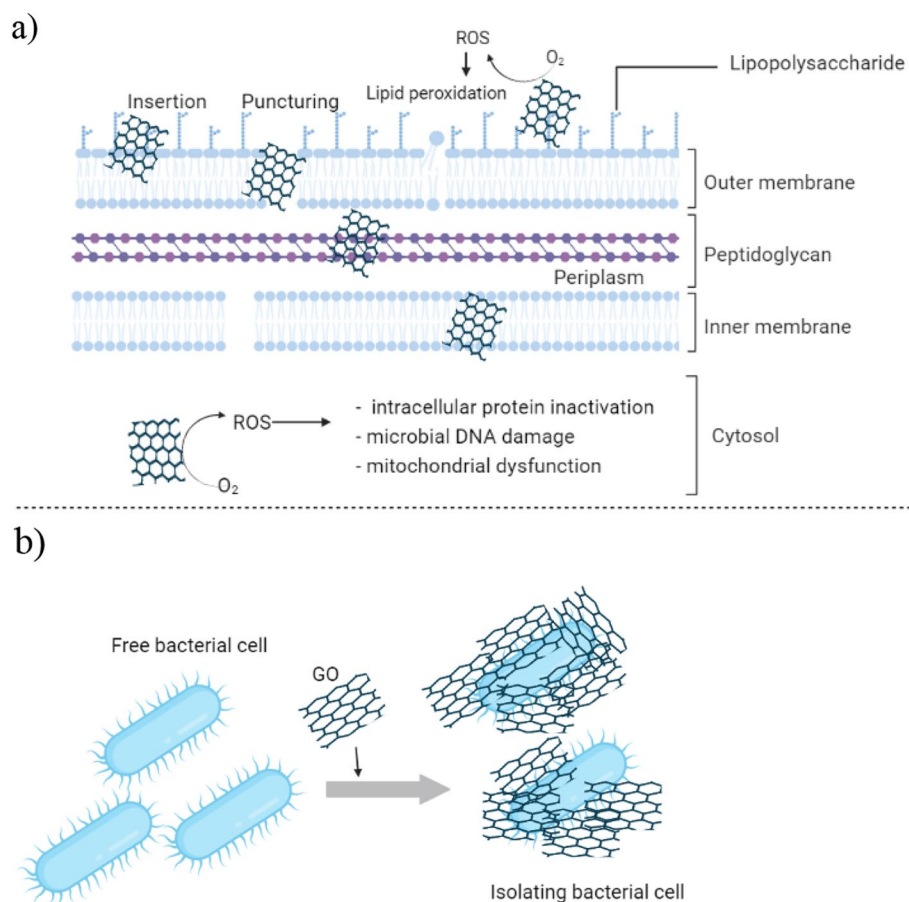 a)
ROS
O₂
Lipopolysaccharide
Lipid peroxidation
Insertion
Puncturing
Outer membrane
Peptidoglycan
Periplasm
Inner membrane
ROS
- intracellular protein inactivation
- microbial DNA damage
- mitochondrial dysfunction
Cytosol
O₂
b)
Free bacterial cell
GO
Isolating bacterial cell